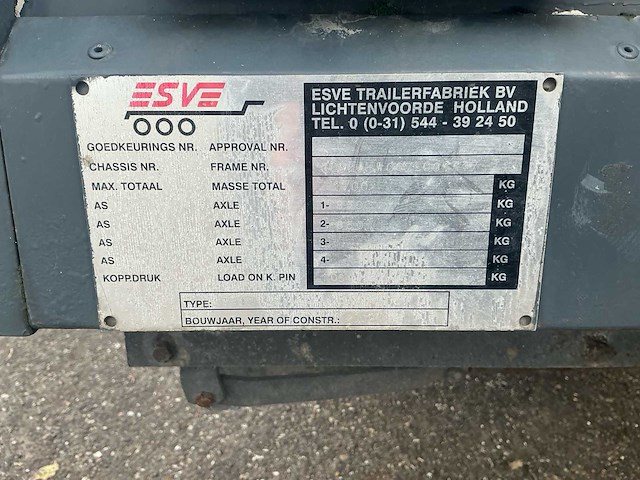 ESVE
ESVE TRAILERFABRIEK BV
LICHTENVOORDE HOLLAND
TEL. 0 (0-31) 544 - 39 24 50
GOEDKEURINGS NR. APPROVAL NR.
CHASSIS NR. FRAME NR.
MAX. TOTAAL MASSE TOTAL KG
AS AXLE 1- KG
AS AXLE 2- KG
AS AXLE 3- KG
AS AXLE 4- KG
KOPP.DRUK LOAD ON K. PIN KG
TYPE:
BOUWJAAR, YEAR OF CONSTR.: